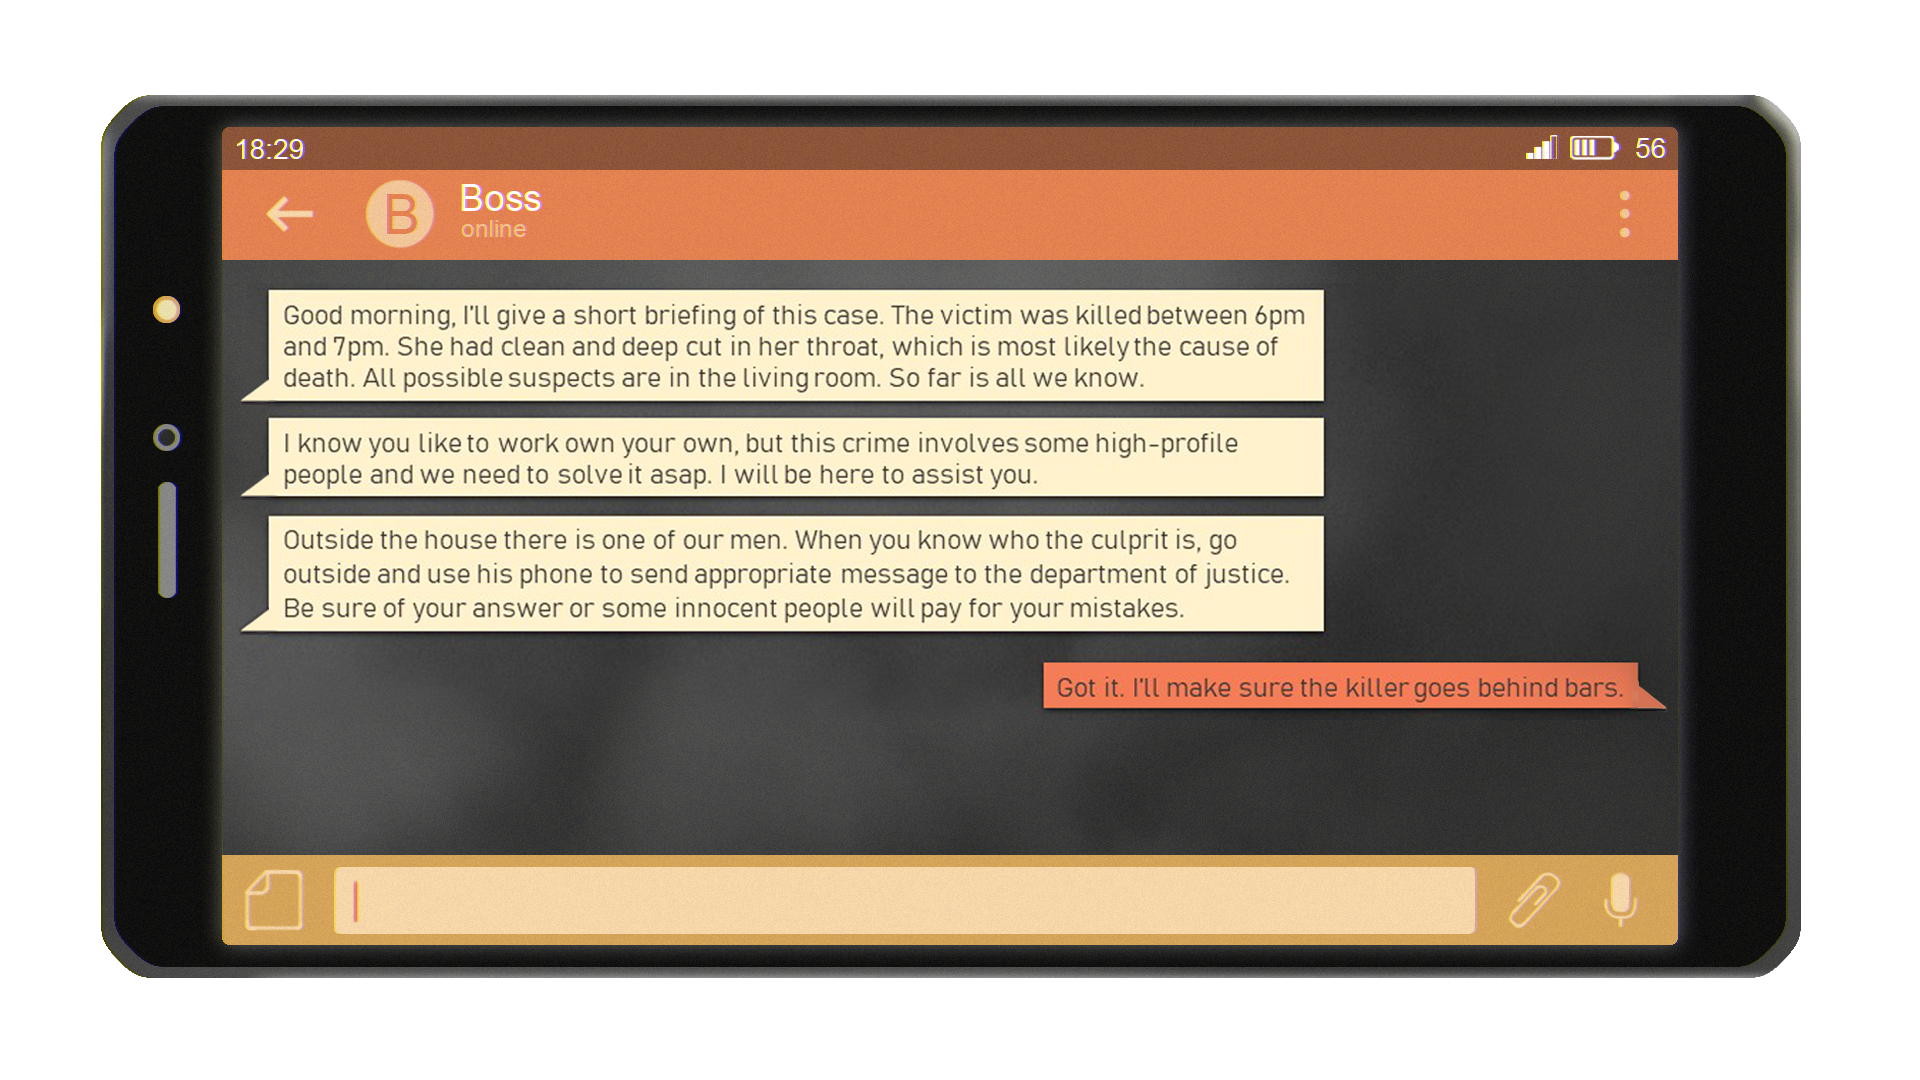 18:29
56
B
Boss
online
Good morning, I'll give a short briefing of this case. The victim was killed between 6pm
and 7pm. She had clean and deep cut in her throat, which is most likely the cause of
death. All possible suspects are in the living room. So far is all we know.
I know you like to work own your own, but this crime involves some high-profile
people and we need to solve it asap. I will be here to assist you.
Outside the house there is one of our men. When you know who the culprit is, go
outside and use his phone to send appropriate message to the department of justice.
Be sure of your answer or some innocent people will pay for your mistakes.
Got it. I'll make sure the killer goes behind bars.